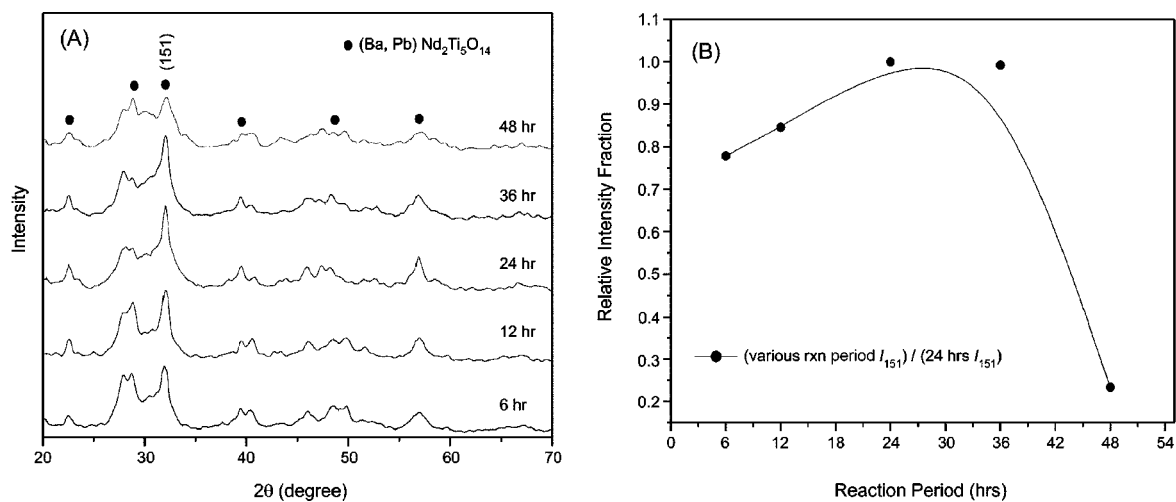 (A)
(151)
● (Ba, Pb) Nd₂Ti₅O₁₄
48 hr
36 hr
24 hr
12 hr
6 hr
Intensity
20 30 40 50 60 70
2θ (degree)
(B)
1.1
1.0
0.9
0.8
0.7
0.6
0.5
0.4
0.3
0.2
Relative Intensity Fraction
(various rxn period I₁₅₁) / (24 hrs I₁₅₁)
0 6 12 18 24 30 36 42 48 54
Reaction Period (hrs)